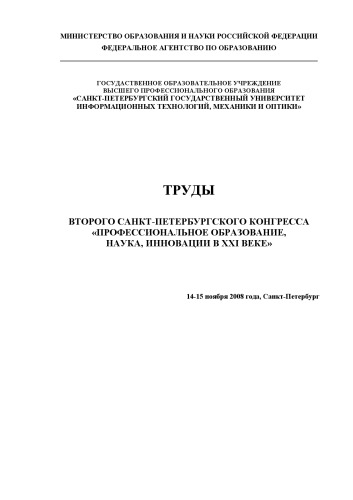 МИНИСТЕРСТВО ОБРАЗОВАНИЯ И НАУКИ РОССИЙСКОЙ ФЕДЕРАЦИИ
ФЕДЕРАЛЬНОЕ АГЕНТСТВО ПО ОБРАЗОВАНИЮ
ГОСУДАСТВЕННОЕ ОБРАЗОВАТЕЛЬНОЕ УЧРЕЖДЕНИЕ
ВЫСШЕГО ПРОФЕССИОНАЛЬНОГО ОБРАЗОВАНИЯ
«САНКТ-ПЕТЕРБУРГСКИЙ ГОСУДАРСТВЕННЫЙ УНИВЕРСИТЕТ
ИНФОРМАЦИОННЫХ ТЕХНОЛОГИЙ, МЕХАНИКИ И ОПТИКИ»
ТРУДЫ
ВТОРОГО САНКТ-ПЕТЕРБУРГСКОГО КОНГРЕССА
«ПРОФЕССИОНАЛЬНОЕ ОБРАЗОВАНИЕ,
НАУКА, ИННОВАЦИИ В XXI ВЕКЕ»
14-15 ноября 2008 года, Санкт-Петербург